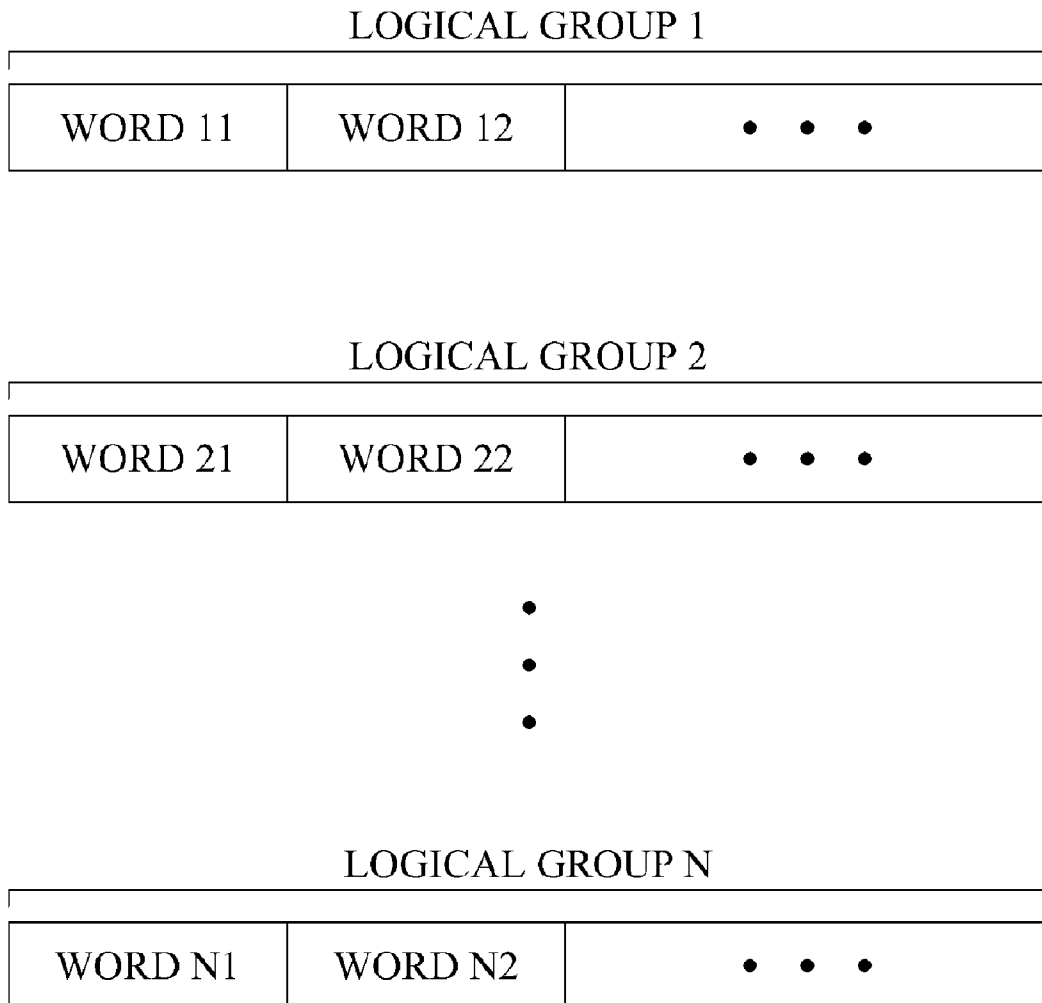 LOGICAL GROUP 1
WORD 11 WORD 12 • • •
LOGICAL GROUP 2
WORD 21 WORD 22 • • •
LOGICAL GROUP N
WORD N1 WORD N2 • • •